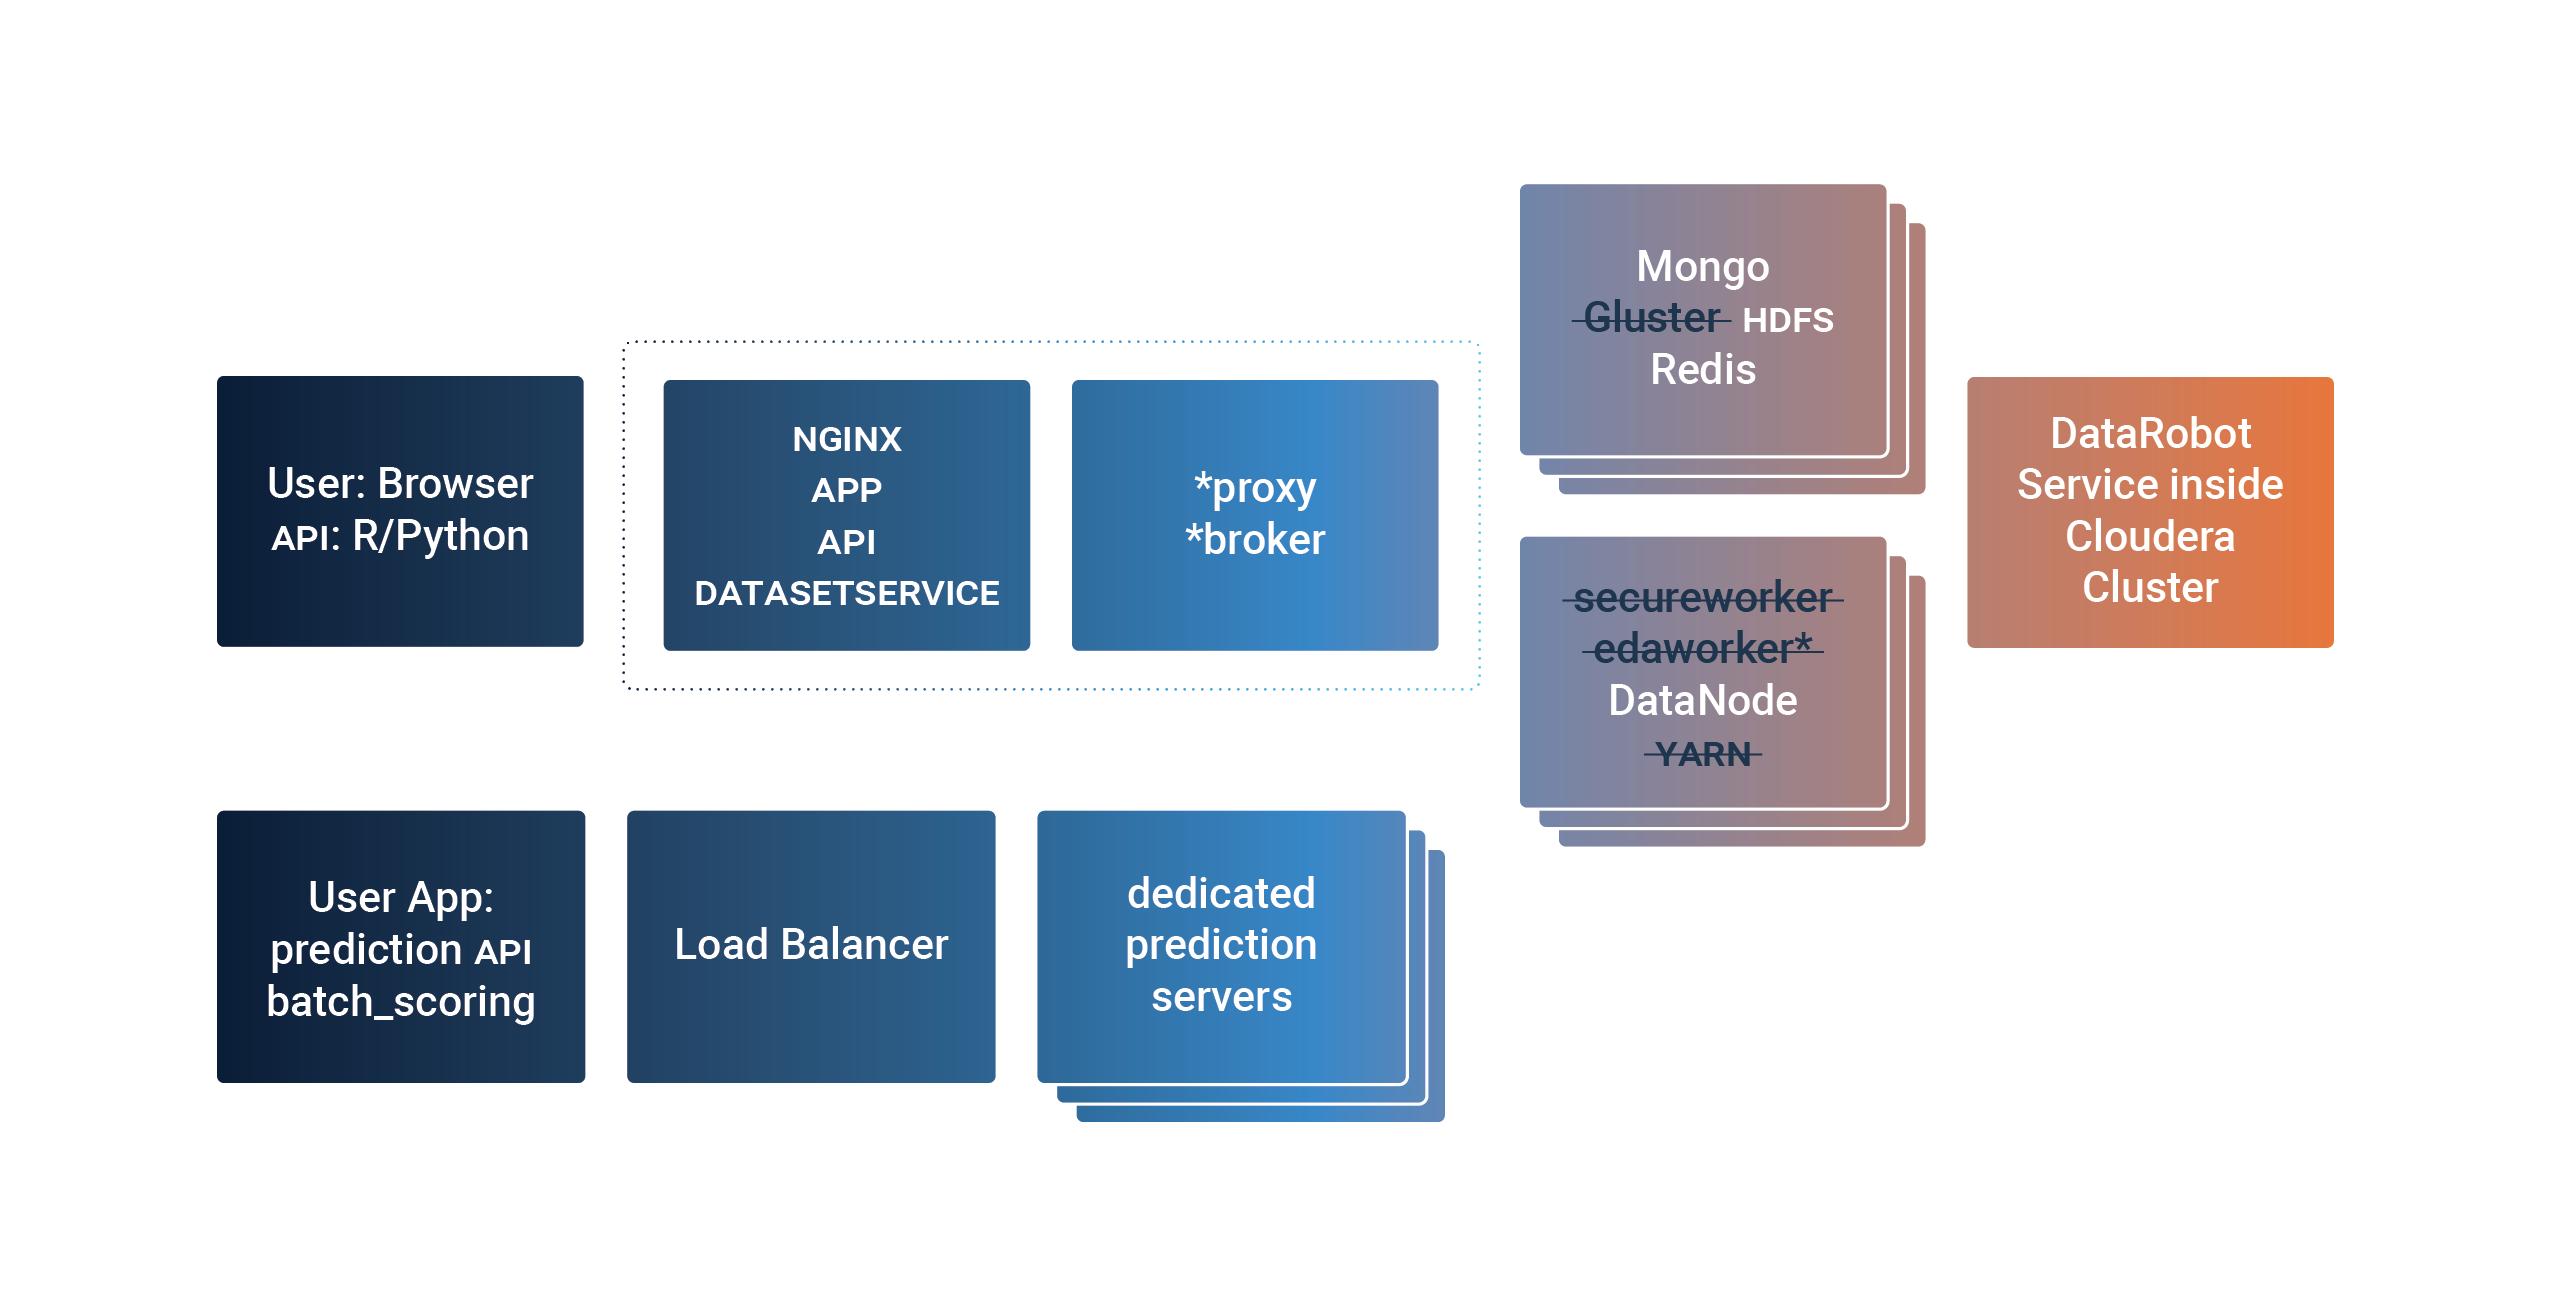 User: Browser
API: R/Python
NGINX
APP
API
DATASETSERVICE
*proxy
*broker
Mongo
Gluster HDFS
Redis
secureworker
edaworker*
DataNode
YARN
DataRobot
Service inside
Cloudera
Cluster
User App:
prediction API
batch_scoring
Load Balancer
dedicated
prediction
servers